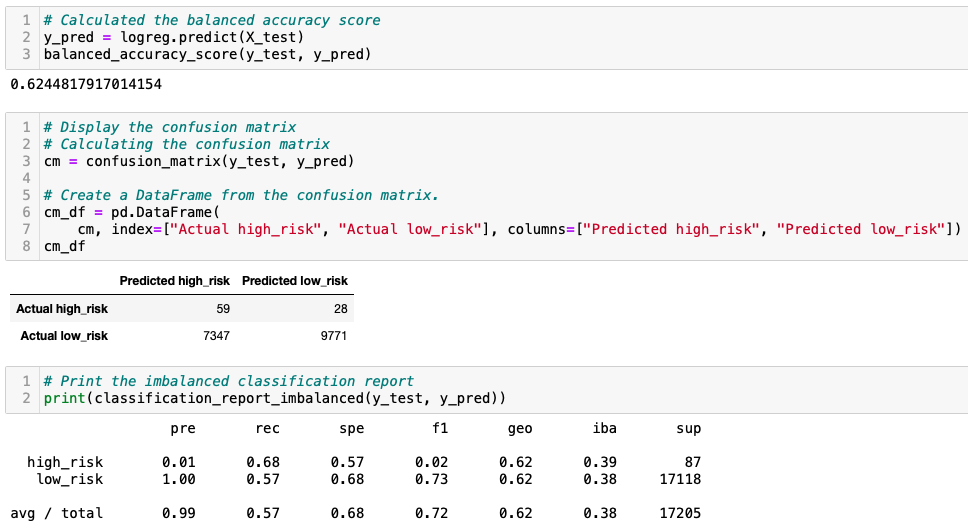 1 # Calculated the balanced accuracy score
2 y_pred = logreg.predict(X_test)
3 balanced_accuracy_score(y_test, y_pred)
0.6244817917014154
1 # Display the confusion matrix
2 # Calculating the confusion matrix
3 cm = confusion_matrix(y_test, y_pred)
4
5 # Create a DataFrame from the confusion matrix.
6 cm_df = pd.DataFrame(
7     cm, index=["Actual high_risk", "Actual low_risk"], columns=["Predicted high_risk", "Predicted low_risk"])
8 cm_df
Predicted high_risk Predicted low_risk
Actual high_risk 59 28
Actual low_risk 7347 9771
1 # Print the imbalanced classification report
2 print(classification_report_imbalanced(y_test, y_pred))
pre rec spe f1 geo iba sup
high_risk 0.01 0.68 0.57 0.02 0.62 0.39 87
low_risk 1.00 0.57 0.68 0.73 0.62 0.38 17118
avg / total 0.99 0.57 0.68 0.72 0.62 0.38 17205